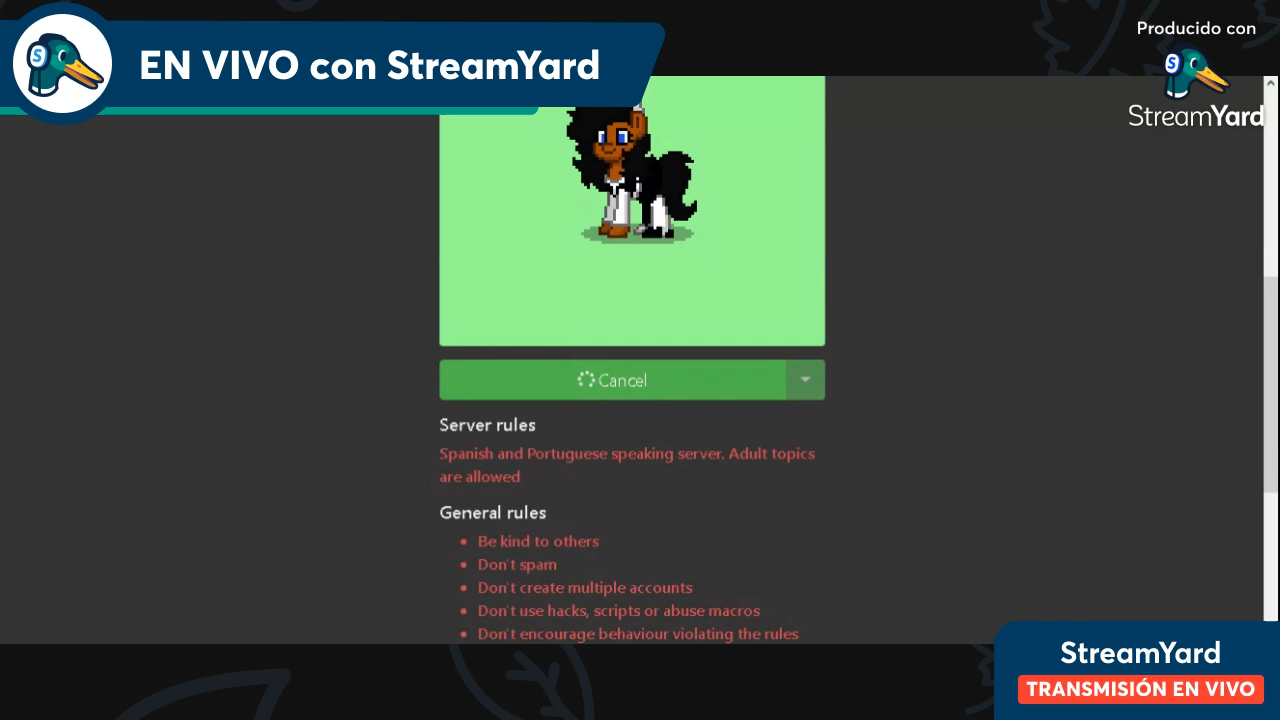 EN VIVO con StreamYard
Producido con
S
StreamYard
Cancel
Server rules
Spanish and Portuguese speaking server. Adult topics
are allowed
General rules
Be kind to others
Don't spam
Don't create multiple accounts
Don't use hacks, scripts or abuse macros
Don't encourage behaviour violating the rules
StreamYard
TRANSMISIÓN EN VIVO